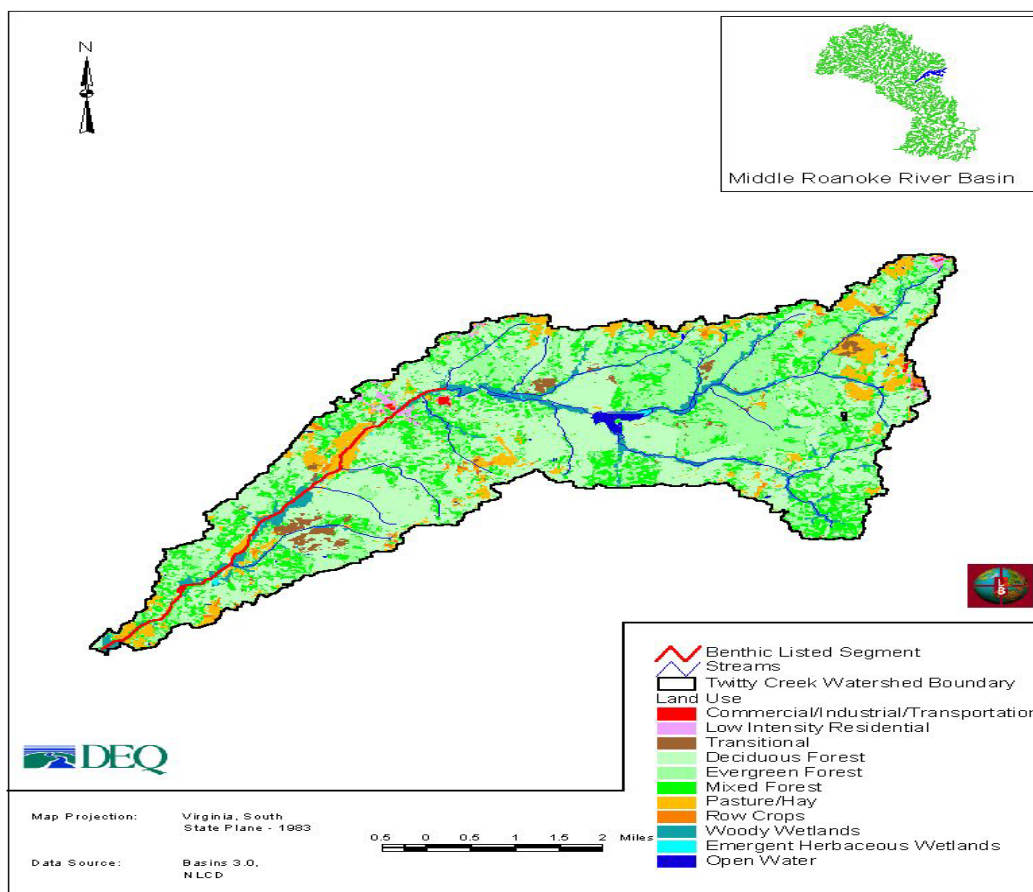 N
Middle Roanoke River Basin
LB
Benthic Listed Segment
Streams
Twitty Creek Watershed Boundary
Land Use
Commercial/Industrial/Transportation
Low Intensity Residential
Transitional
Deciduous Forest
Evergreen Forest
Mixed Forest
Pasture/Hay
Row Crops
Woody Wetlands
Emergent Herbaceous Wetlands
Open Water
DEQ
Map Projection: Virginia, South
State Plane - 1983
Data Source: Basins 3.0,
NLCD
0.5 0 0.5 1 1.5 2 Miles